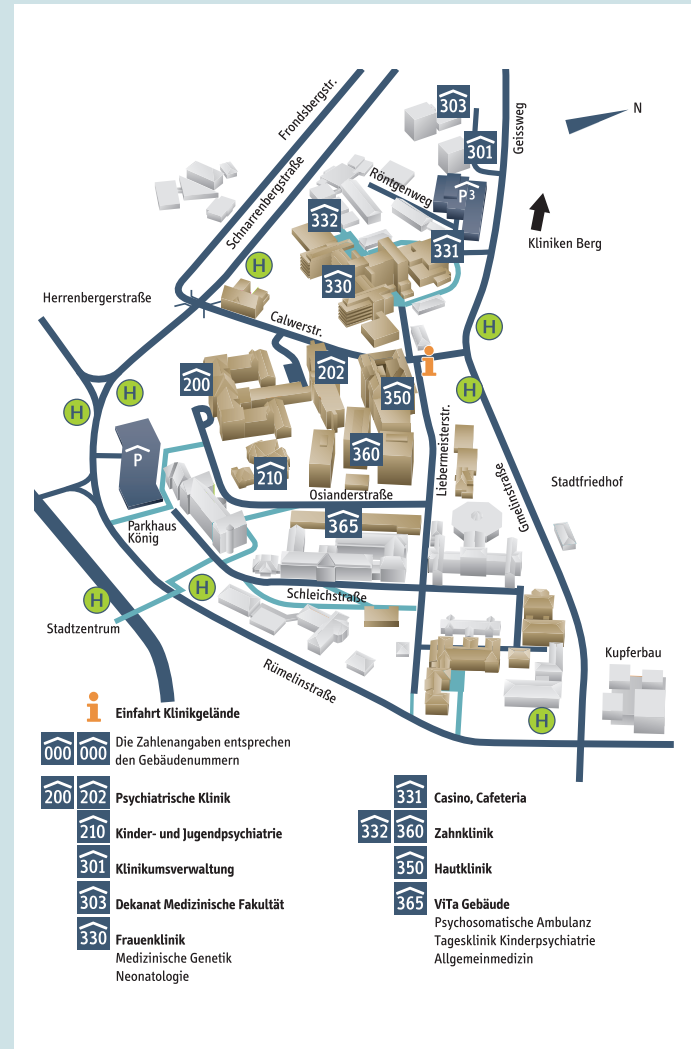 303
Frondsbergstr.
Geissweg
N
301
Schnarrenbergstraße
Röntgenweg
P3
332
331
Kliniken Berg
H
330
Herrenbergerstraße
Calwerstr.
H
i
202
200
350
H
H
H
Liebermeisterstr.
360
P
210
Gmelinstraße
Stadtfriedhof
Osianderstraße
365
Parkhaus
König
H
H
Schleichstraße
Stadtzentrum
Rümelinstraße
Kupferbau
H
i Einfahrt Klinikgelände
000 000 Die Zahlenangaben entsprechen
den Gebäudenummern
200 202 Psychiatrische Klinik
210 Kinder- und Jugendpsychiatrie
301 Klinikumsverwaltung
303 Dekanat Medizinische Fakultät
330 Frauenklinik
Medizinische Genetik
Neonatologie
331 Casino, Cafeteria
332 360 Zahnklinik
350 Hautklinik
365 ViTa Gebäude
Psychosomatische Ambulanz
Tagesklinik Kinderpsychiatrie
Allgemeinmedizin